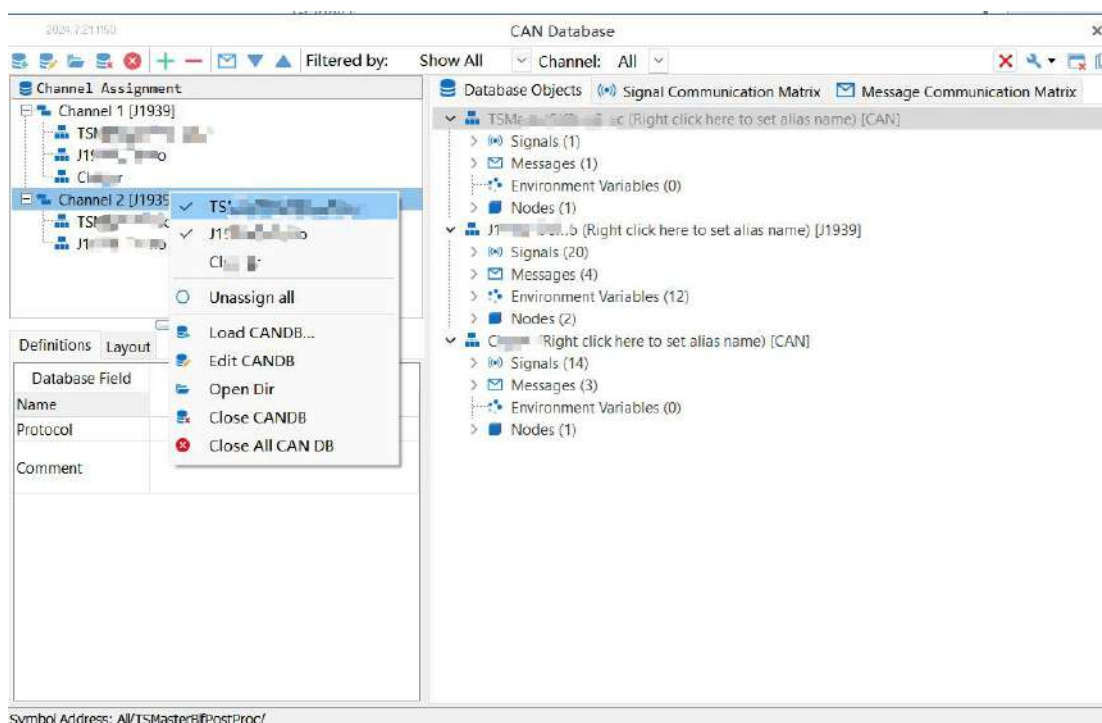 2024.7.21.1150
CAN Database
Filtered by: Show All Channel: All
Channel Assignment
Channel 1 [J1939]
Channel 2 [J1939
Unassign all
Load CANDB...
Edit CANDB
Open Dir
Close CANDB
Close All CAN DB
Definitions Layout
Database Field
Name
Protocol
Comment
Database Objects Signal Communication Matrix Message Communication Matrix
(Right click here to set alias name) [CAN]
Signals (1)
Messages (1)
Environment Variables (0)
Nodes (1)
(Right click here to set alias name) [J1939]
Signals (20)
Messages (4)
Environment Variables (12)
Nodes (2)
Right click here to set alias name) [CAN]
Signals (14)
Messages (3)
Environment Variables (0)
Nodes (1)
Symbol Address: All/TSMasterBlfPostProc/